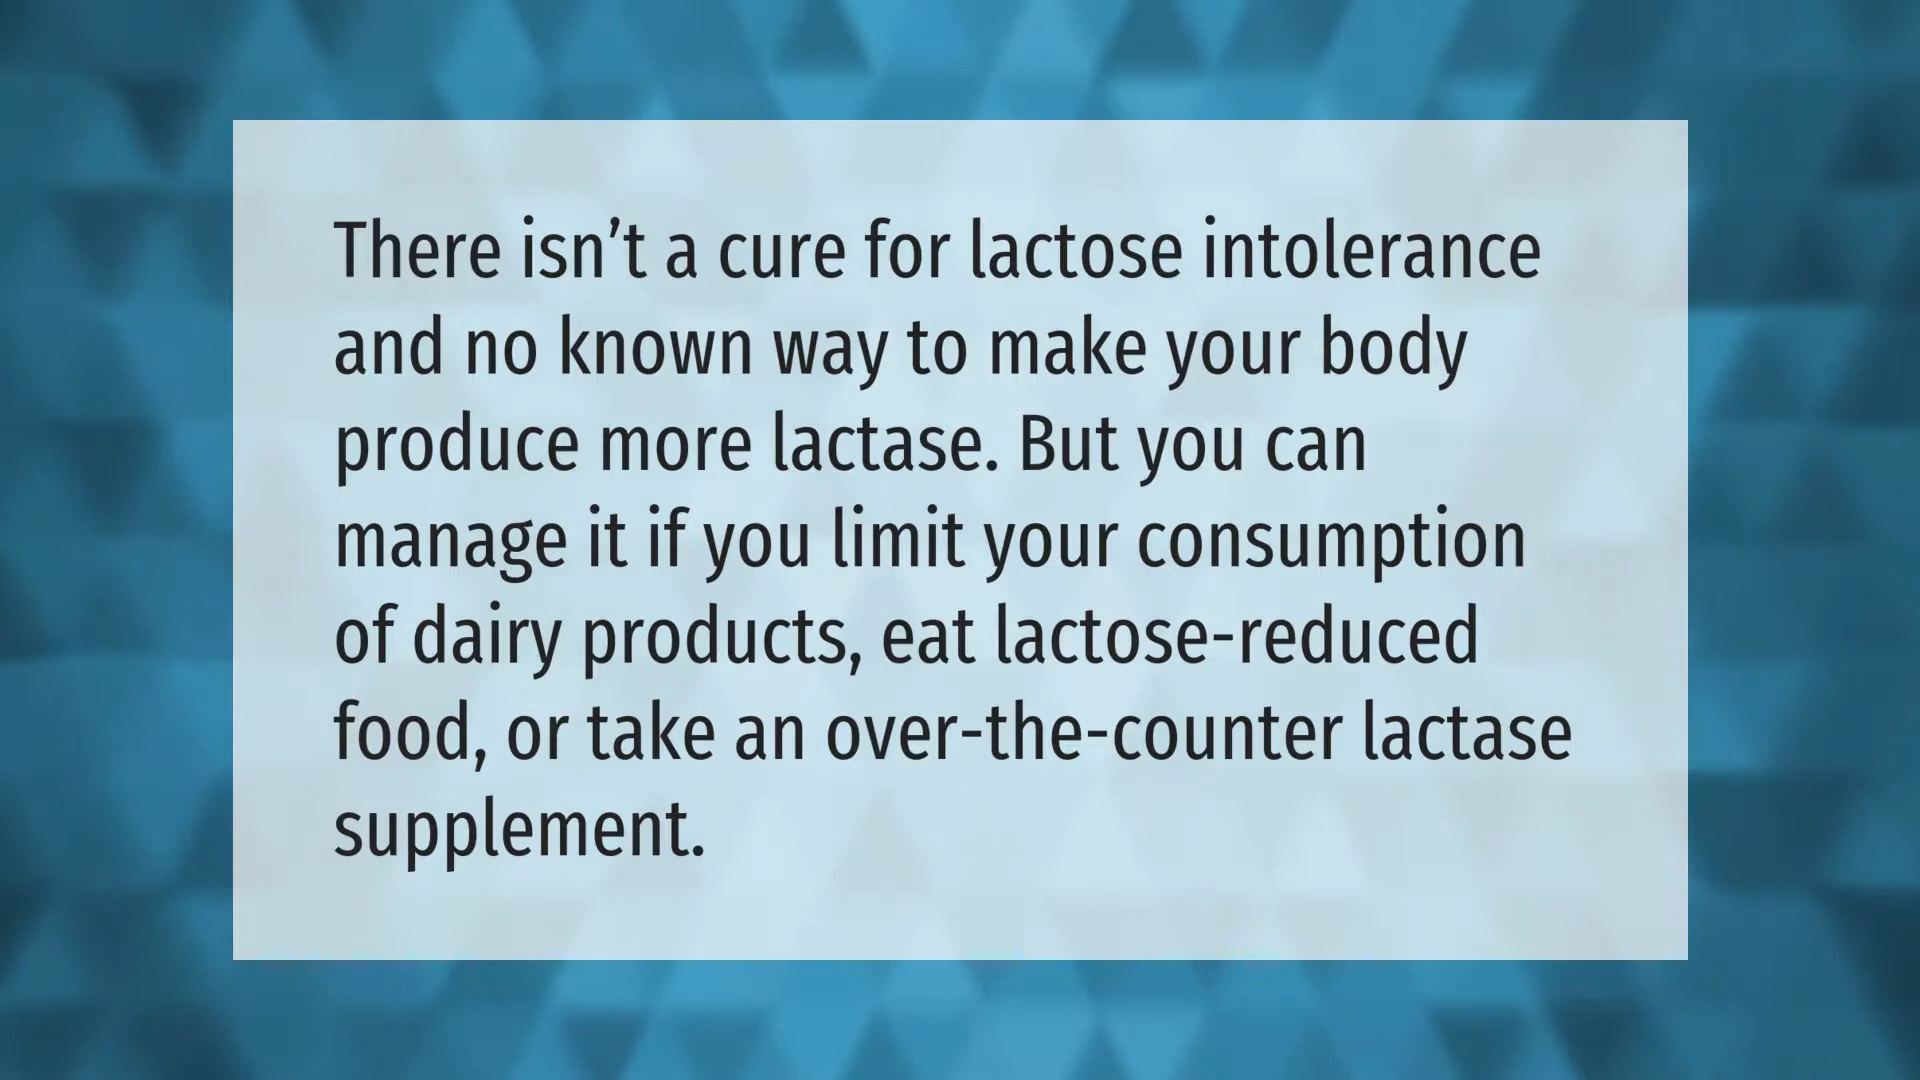 There isn’t a cure for lactose intolerance
and no known way to make your body
produce more lactase. But you can
manage it if you limit your consumption
of dairy products, eat lactose-reduced
food, or take an over-the-counter lactase
supplement.